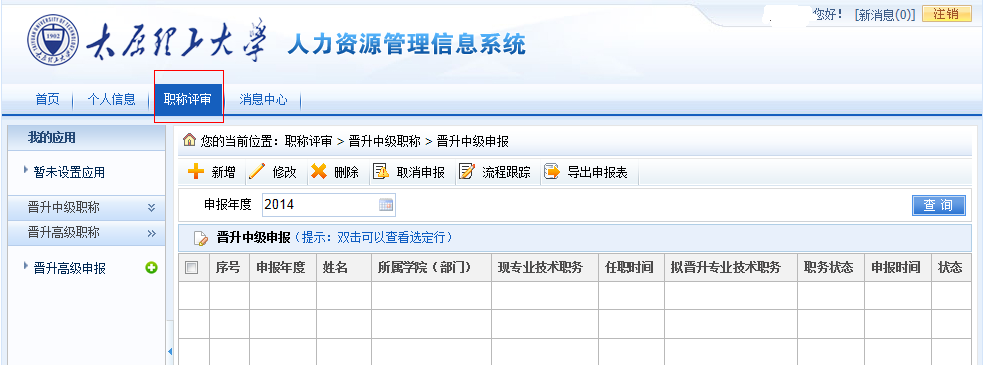 您好! [新消息(0)] 注销
1902
太原理工大学 人力资源管理信息系统
首页 个人信息 职称评审 消息中心
我的应用
暂未设置应用
晋升中级职称
晋升高级职称
晋升高级申报
您的当前位置：职称评审 > 晋升中级职称 > 晋升中级申报
新增 修改 删除 取消申报 流程跟踪 导出申报表
申报年度 2014 查询
晋升中级申报（提示：双击可以查看选定行）
序号 申报年度 姓名 所属学院（部门） 现专业技术职务 任职时间 拟晋升专业技术职务 职务状态 申报时间 状态